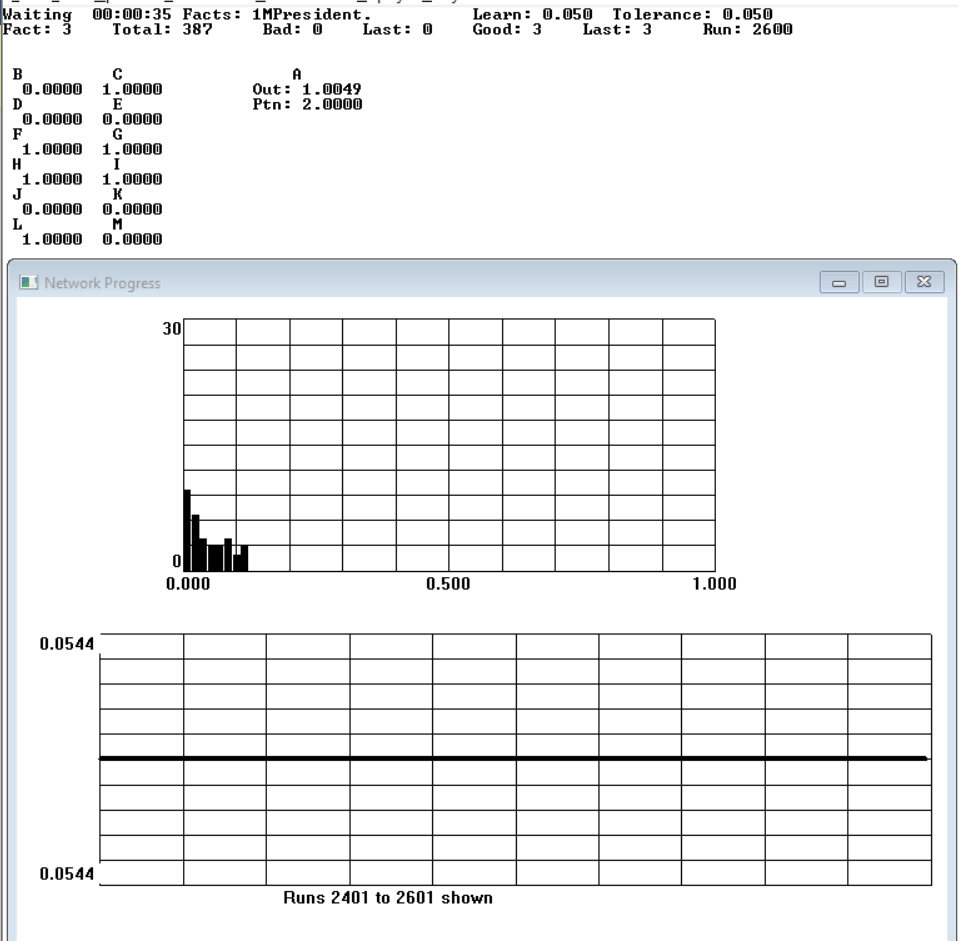 Waiting 00:00:35 Facts: 1MPresident. Learn: 0.050 Tolerance: 0.050
Fact: 3 Total: 387 Bad: 0 Last: 0 Good: 3 Last: 3 Run: 2600
B C A
0.0000 1.0000 Out: 1.0049
D E Ptn: 2.0000
0.0000 0.0000
F G
1.0000 1.0000
H I
1.0000 1.0000
J K
0.0000 0.0000
L M
1.0000 0.0000
Network Progress
30
0
0.000 0.500 1.000
0.0544
0.0544
Runs 2401 to 2601 shown